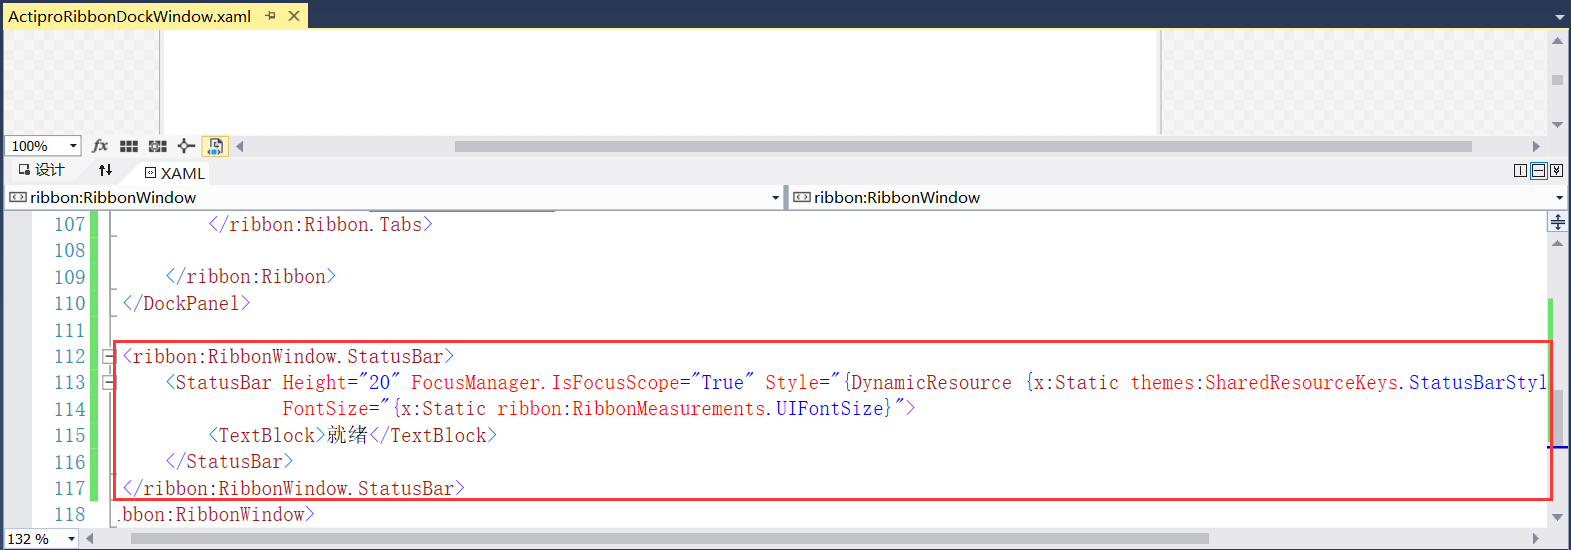 ActiproRibbonDockWindow.xaml
100%
fx
设计
XAML
ribbon:RibbonWindow
ribbon:RibbonWindow
107 </ribbon:Ribbon.Tabs>
108
109 </ribbon:Ribbon>
110 </DockPanel>
111
112 <ribbon:RibbonWindow.StatusBar>
113 <StatusBar Height="20" FocusManager.IsFocusScope="True" Style="{DynamicResource {x:Static themes:SharedResourceKeys.StatusBarStyl
114 FontSize="{x:Static ribbon:RibbonMeasurements.UIFontSize}">
115 <TextBlock>就绪</TextBlock>
116 </StatusBar>
117 </ribbon:RibbonWindow.StatusBar>
118 bbon:RibbonWindow>
132 %